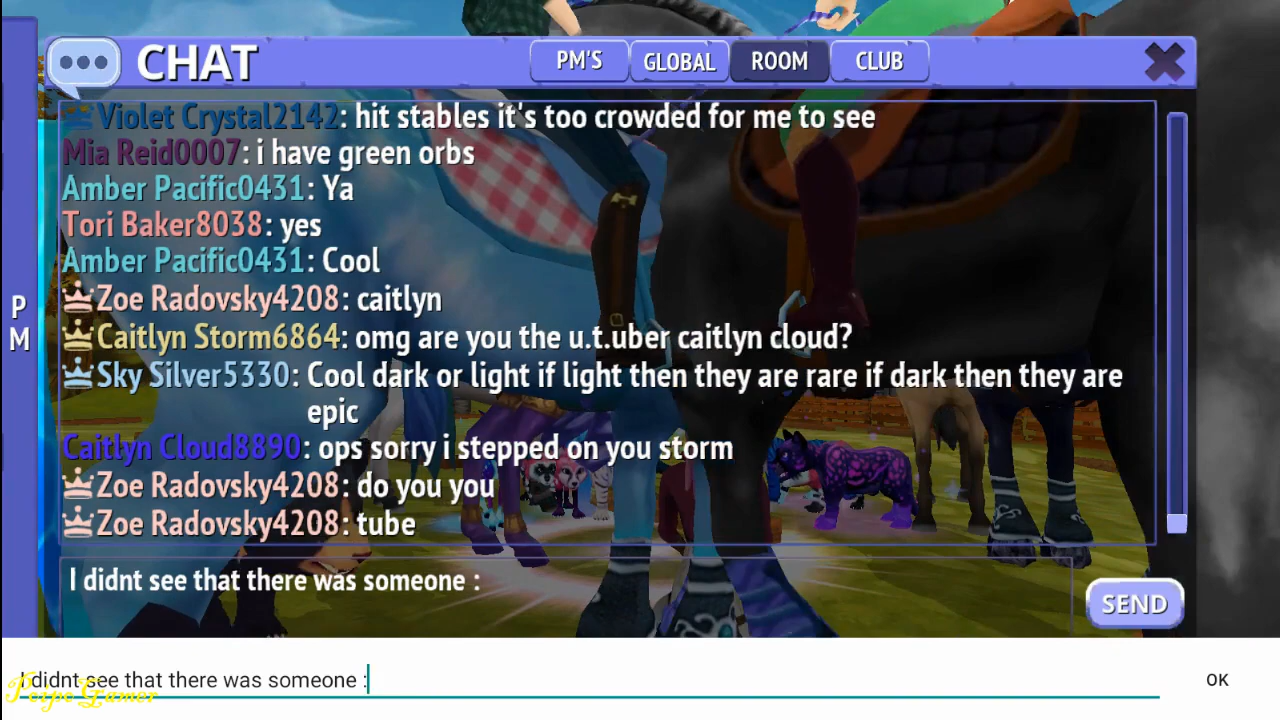 CHAT
PM'S
GLOBAL
ROOM
CLUB
Violet Crystal2142: hit stables it's too crowded for me to see
Mia Reid0007: i have green orbs
Amber Pacific0431: Ya
Tori Baker8038: yes
Amber Pacific0431: Cool
Zoe Radovsky4208: caitlyn
Caitlyn Storm6864: omg are you the u.t.uber caitlyn cloud?
Sky Silver5330: Cool dark or light if light then they are rare if dark then they are
epic
Caitlyn Cloud8890: ops sorry i stepped on you storm
Zoe Radovsky4208: do you you
Zoe Radovsky4208: tube
P
M
I didnt see that there was someone :
SEND
I didnt see that there was someone :
OK
PeipeGamer